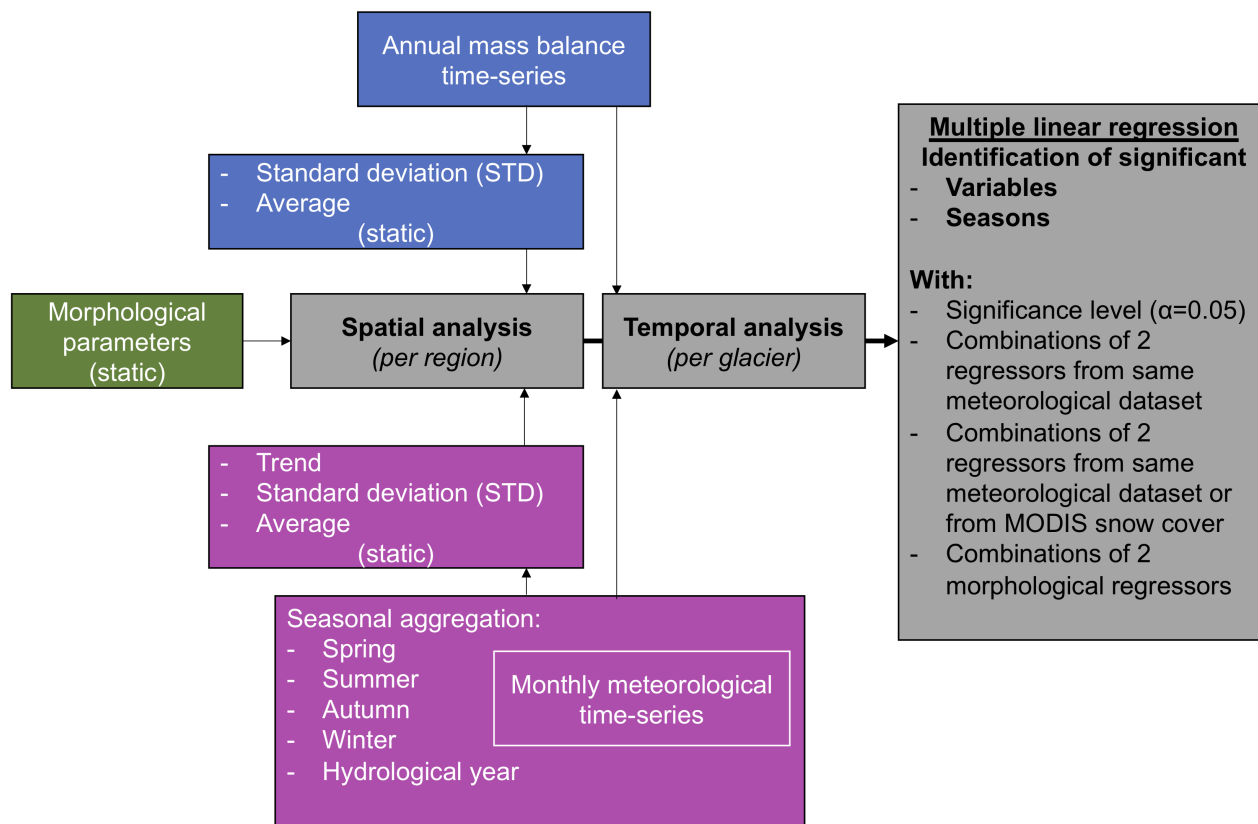 Annual mass balance
time-series
- Standard deviation (STD)
- Average
(static)
Morphological
parameters
(static)
Spatial analysis
(per region)
Temporal analysis
(per glacier)
- Trend
- Standard deviation (STD)
- Average
(static)
Seasonal aggregation:
- Spring
- Summer
- Autumn
- Winter
- Hydrological year
Monthly meteorological
time-series
Multiple linear regression
Identification of significant
- Variables
- Seasons
With:
- Significance level (α=0.05)
- Combinations of 2
regressors from same
meteorological dataset
- Combinations of 2
regressors from same
meteorological dataset or
from MODIS snow cover
- Combinations of 2
morphological regressors